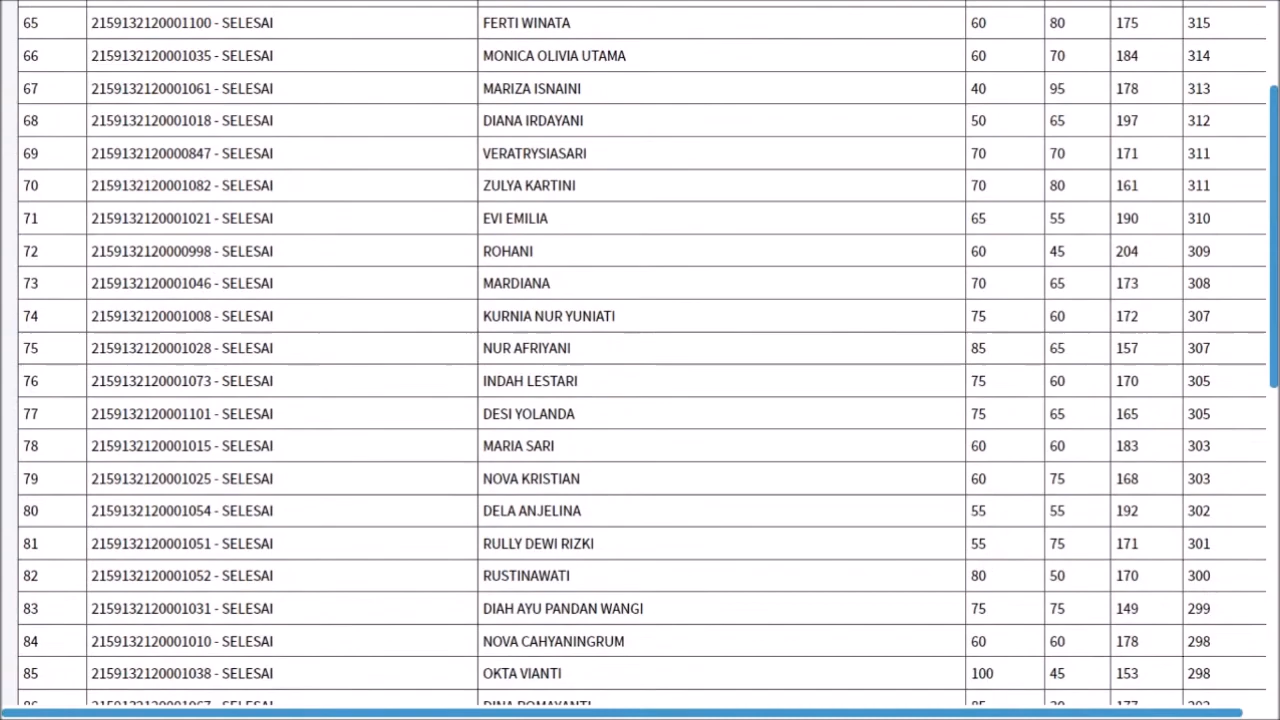 65 2159132120001100 - SELESAI FERTI WINATA 60 80 175 315
66 2159132120001035 - SELESAI MONICA OLIVIA UTAMA 60 70 184 314
67 2159132120001061 - SELESAI MARIZA ISNAINI 40 95 178 313
68 2159132120001018 - SELESAI DIANA IRDAYANI 50 65 197 312
69 2159132120000847 - SELESAI VERATRYSIASARI 70 70 171 311
70 2159132120001082 - SELESAI ZULYA KARTINI 70 80 161 311
71 2159132120001021 - SELESAI EVI EMILIA 65 55 190 310
72 2159132120000998 - SELESAI ROHANI 60 45 204 309
73 2159132120001046 - SELESAI MARDIANA 70 65 173 308
74 2159132120001008 - SELESAI KURNIA NUR YUNIATI 75 60 172 307
75 2159132120001028 - SELESAI NUR AFRIYANI 85 65 157 307
76 2159132120001073 - SELESAI INDAH LESTARI 75 60 170 305
77 2159132120001101 - SELESAI DESI YOLANDA 75 65 165 305
78 2159132120001015 - SELESAI MARIA SARI 60 60 183 303
79 2159132120001025 - SELESAI NOVA KRISTIAN 60 75 168 303
80 2159132120001054 - SELESAI DELA ANJELINA 55 55 192 302
81 2159132120001051 - SELESAI RULLY DEWI RIZKI 55 75 171 301
82 2159132120001052 - SELESAI RUSTINAWATI 80 50 170 300
83 2159132120001031 - SELESAI DIAH AYU PANDAN WANGI 75 75 149 299
84 2159132120001010 - SELESAI NOVA CAHYANINGRUM 60 60 178 298
85 2159132120001038 - SELESAI OKTA VIANTI 100 45 153 298